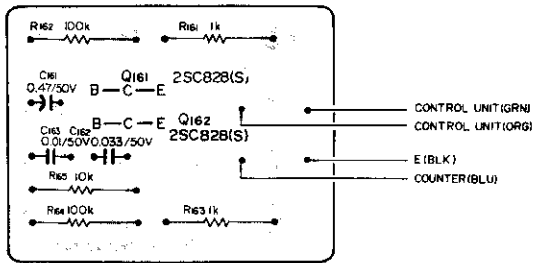 R162 100k
R161 1k
C161
0.47/50V
B-C-E
Q161
2SC828(S)
B-C-E
Q162
2SC828(S)
C163
0.01/50V
C162
0.033/50V
R165 10k
R164 100k
R163 1k
CONTROL UNIT(GRN)
CONTROL UNIT(ORG)
E(BLK)
COUNTER(BLU)